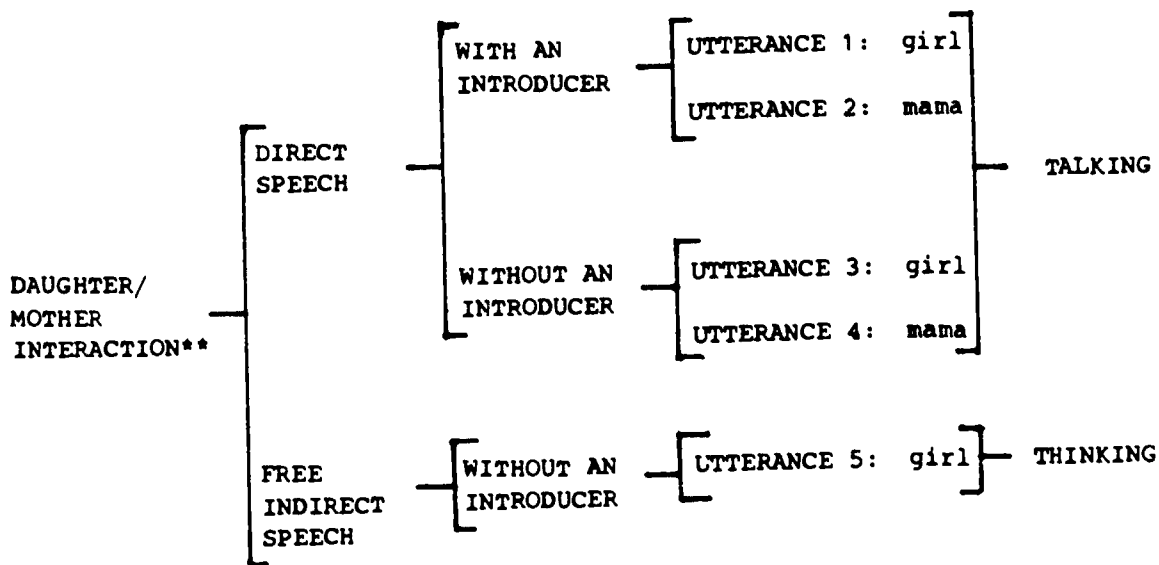 WITH AN
INTRODUCER
UTTERANCE 1: girl
UTTERANCE 2: mama
DIRECT
SPEECH
TALKING
WITHOUT AN
INTRODUCER
UTTERANCE 3: girl
UTTERANCE 4: mama
DAUGHTER/
MOTHER
INTERACTION**
FREE
INDIRECT
SPEECH
WITHOUT AN
INTRODUCER
UTTERANCE 5: girl
THINKING